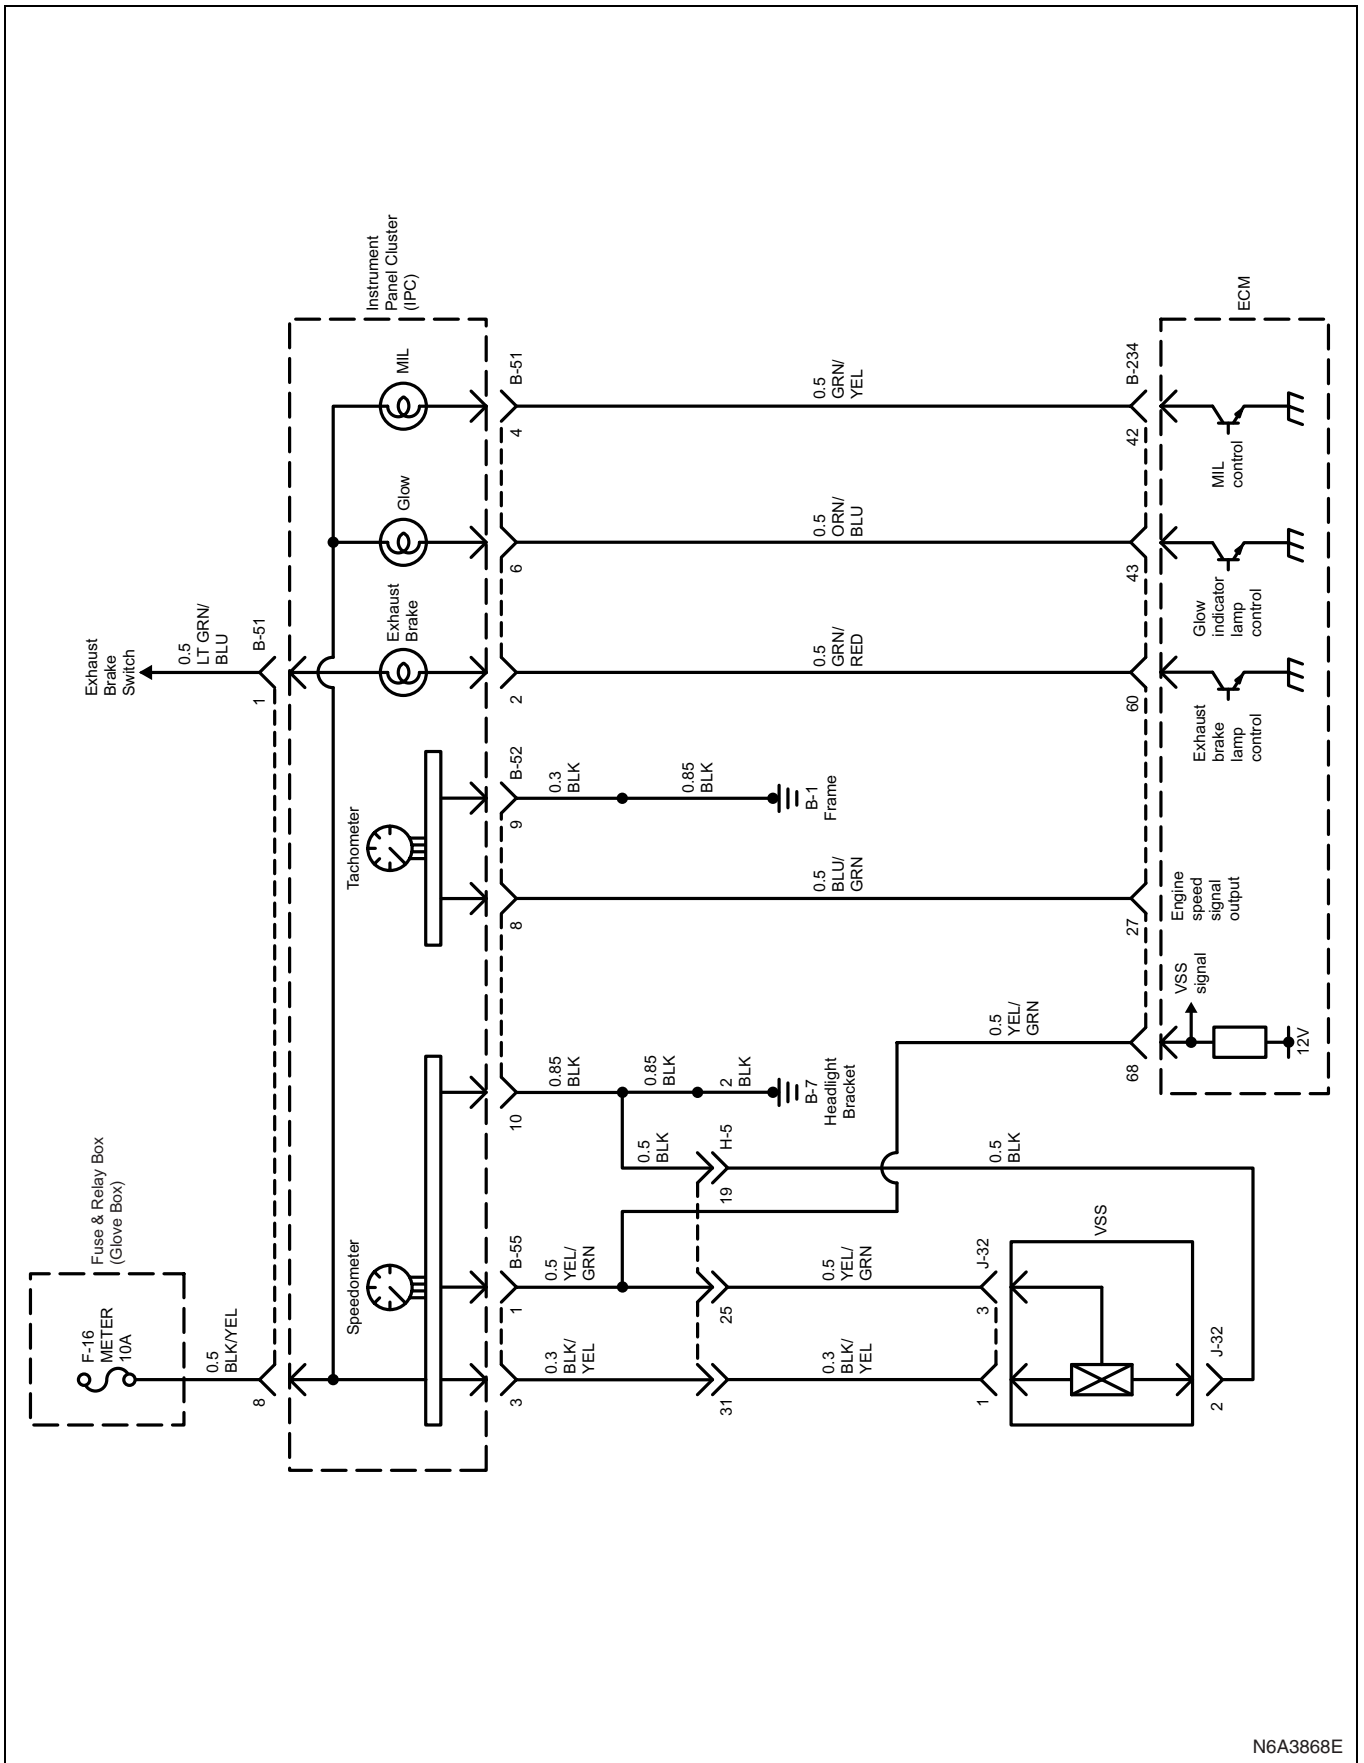 Fuse & Relay Box
(Glove Box)
F-16
METER
10A
0.5
BLK/YEL
8
Exhaust
Brake
Switch
0.5
LT GRN/
BLU
1
B-51
Instrument
Panel Cluster
(IPC)
Speedometer
Tachometer
Exhaust
Brake
Glow
MIL
3
1
B-55
10
8
9
B-52
2
6
4
B-51
0.3
BLK/
YEL
0.5
YEL/
GRN
0.85
BLK
0.3
BLK
0.85
BLK
0.85
BLK
2
BLK
B-7
Headlight
Bracket
B-1
Frame
0.5
BLK
31
25
19
H-5
0.3
BLK/
YEL
0.5
YEL/
GRN
0.5
BLK
0.5
YEL/
GRN
0.5
BLU/
GRN
0.5
GRN/
RED
0.5
ORN/
BLU
0.5
GRN/
YEL
1
3
J-32
VSS
2
J-32
68
27
60
43
42
B-234
ECM
VSS
signal
12V
Engine
speed
signal
output
Exhaust
brake
lamp
control
Glow
indicator
lamp
control
MIL
control
N6A3868E